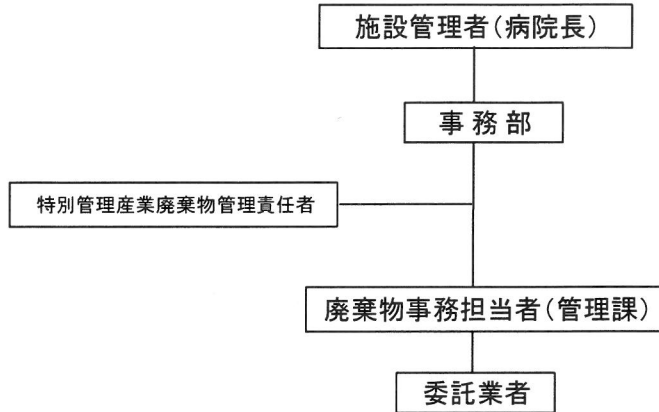 施設管理者（病院長）
事務部
特別管理産業廃棄物管理責任者
廃棄物事務担当者（管理課）
委託業者